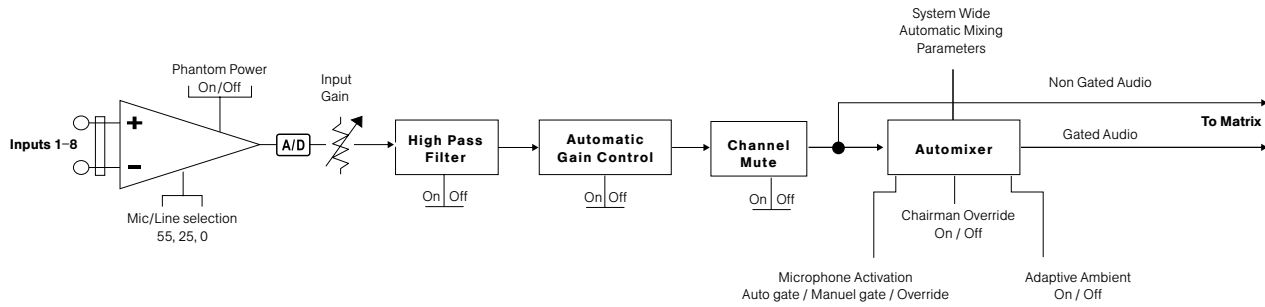 System Wide
Automatic Mixing
Parameters
Phantom Power
On/Off
Input
Gain
Non Gated Audio
To Matrix
Gated Audio
Inputs 1–8
+
−
A/D
High Pass
Filter
Automatic
Gain Control
Channel
Mute
Automixer
On Off
On Off
On Off
Mic/Line selection
55, 25, 0
Chairman Override
On / Off
Microphone Activation
Auto gate / Manuel gate / Override
Adaptive Ambient
On / Off